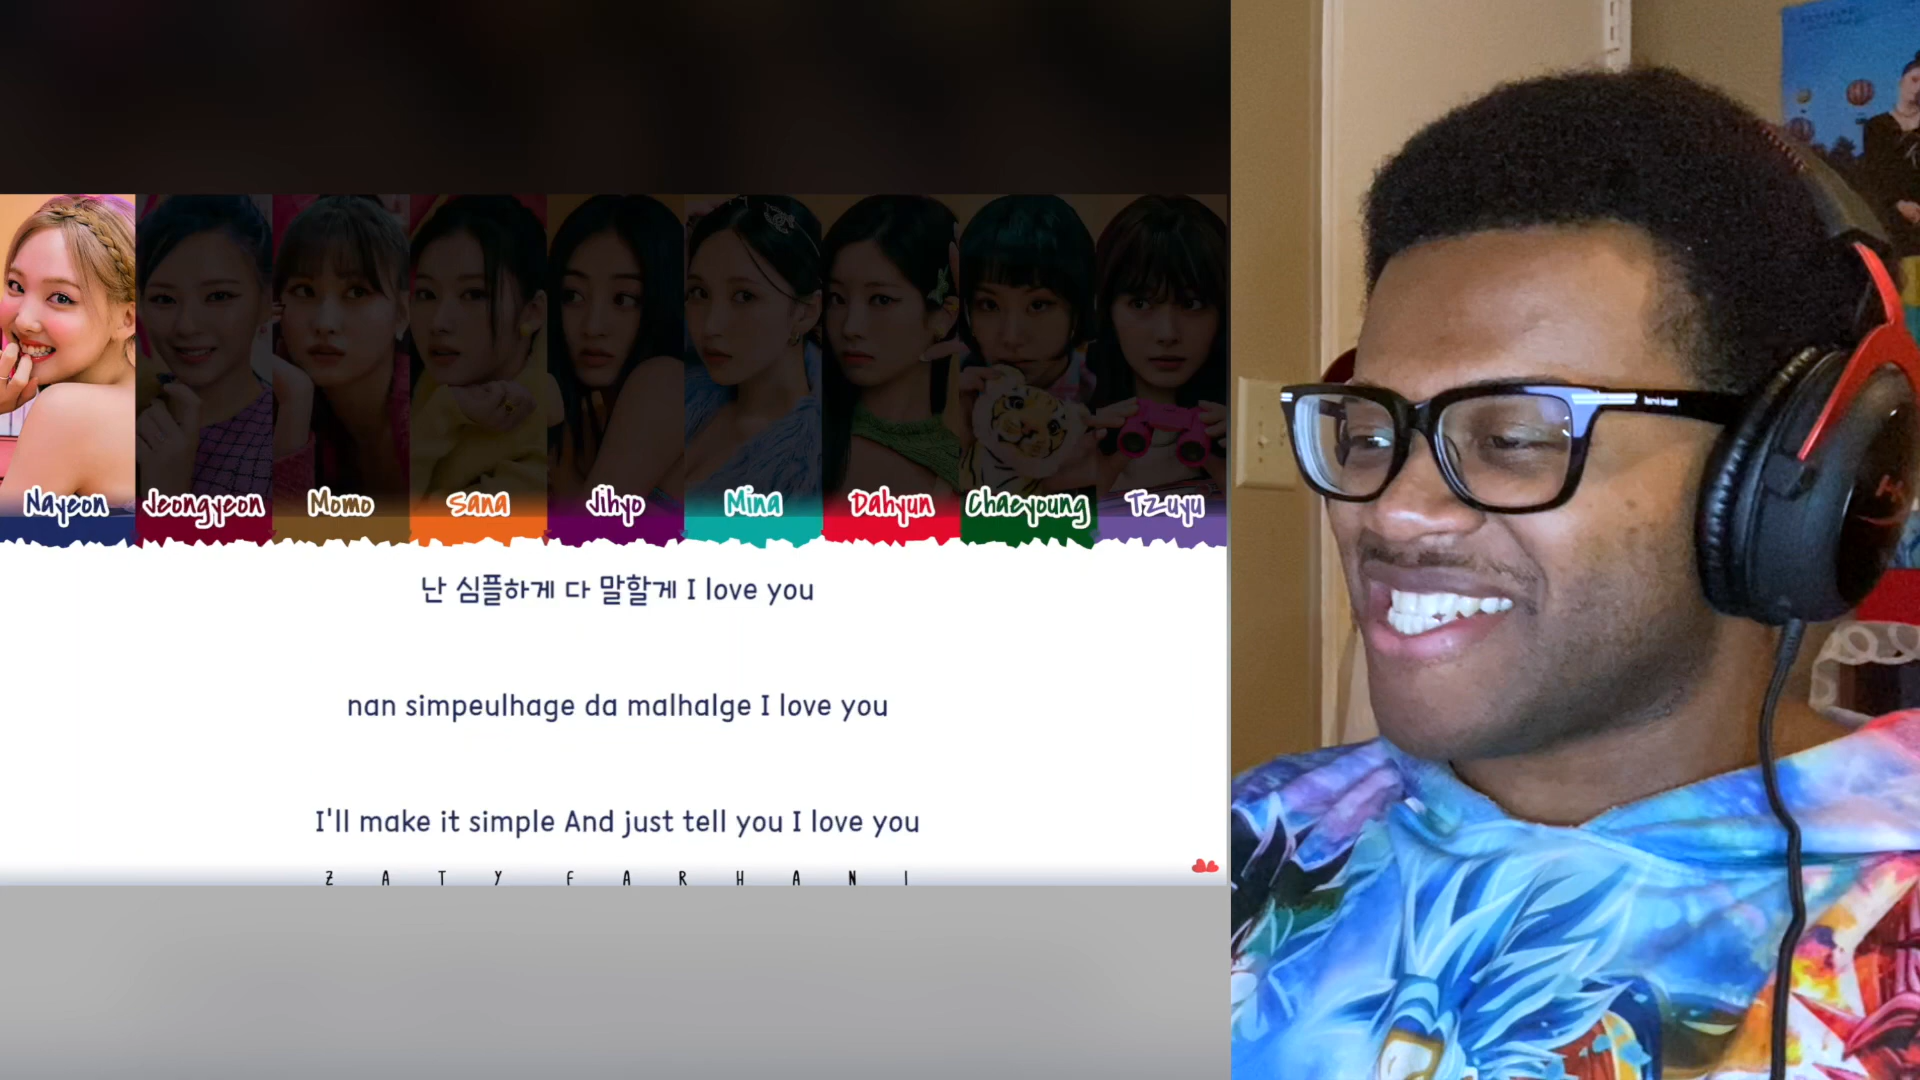 Nayeon Jeongyeon Momo Sana Jihyo Mina Dahyun Chaeyoung Tzuyu
난 심플하게 다 말할게 I love you
nan simpeulhage da malhalge I love you
I'll make it simple And just tell you I love you
Z A T Y F A R H A N I